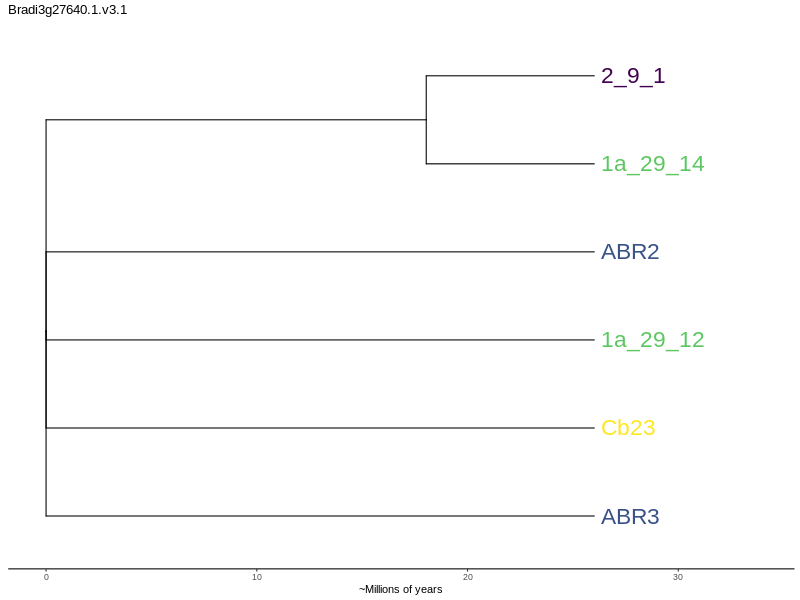 Bradi3g27640.1.v3.1
2_9_1
1a_29_14
ABR2
1a_29_12
Cb23
ABR3
0 10 20 30
~Millions of years